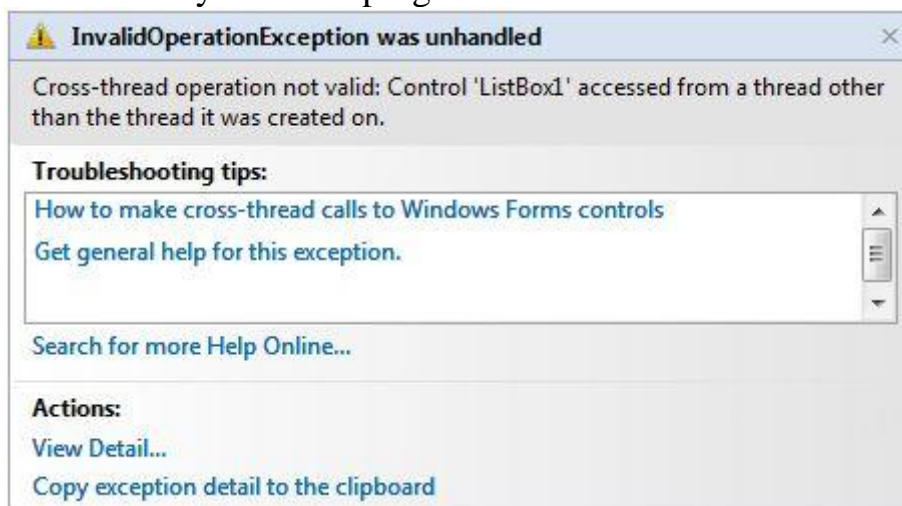 InvalidOperationException was unhandled
Cross-thread operation not valid: Control 'ListBox1' accessed from a thread other
than the thread it was created on.
Troubleshooting tips:
How to make cross-thread calls to Windows Forms controls
Get general help for this exception.
Search for more Help Online...
Actions:
View Detail...
Copy exception detail to the clipboard